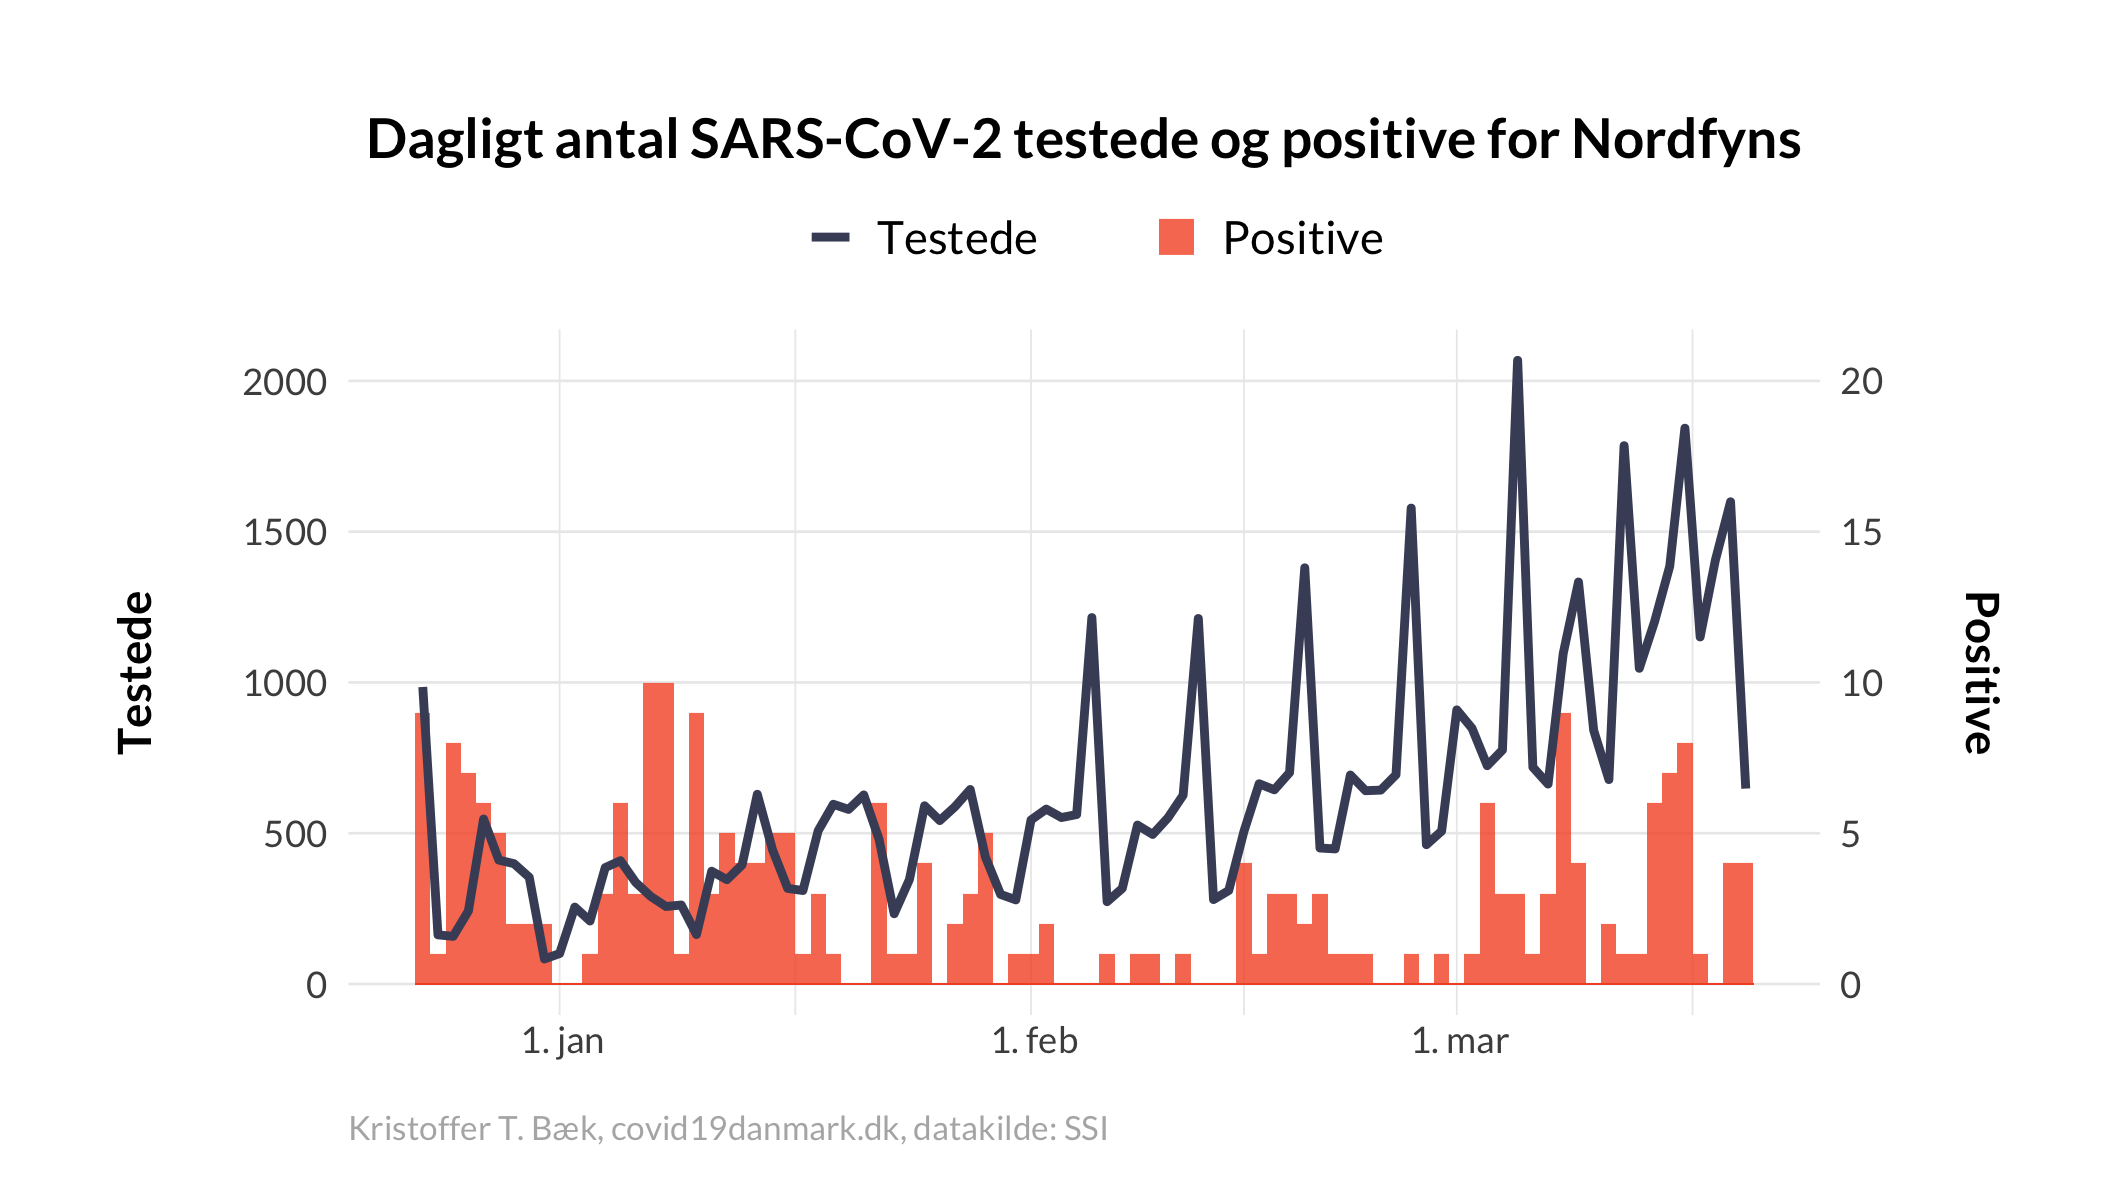 Dagligt antal SARS-CoV-2 testede og positive for Nordfyns
Testede
Positive
2000
1500
1000
500
0
20
15
10
5
0
Testede
Positive
1. jan
1. feb
1. mar
Kristoffer T. Bæk, covid19danmark.dk, datakilde: SSI